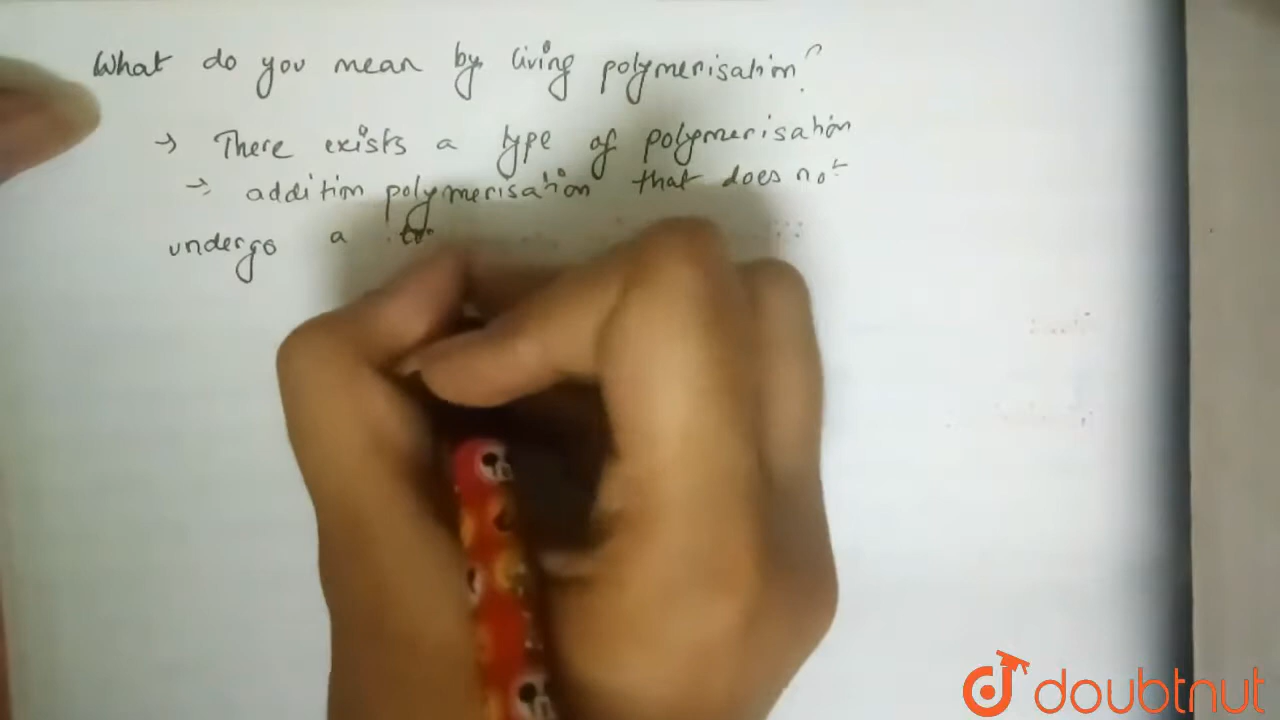 What do you mean by living polymerisation?
→ There exists a type of polymerisation
→ addition polymerisation that does not
undergo a
doubtnut